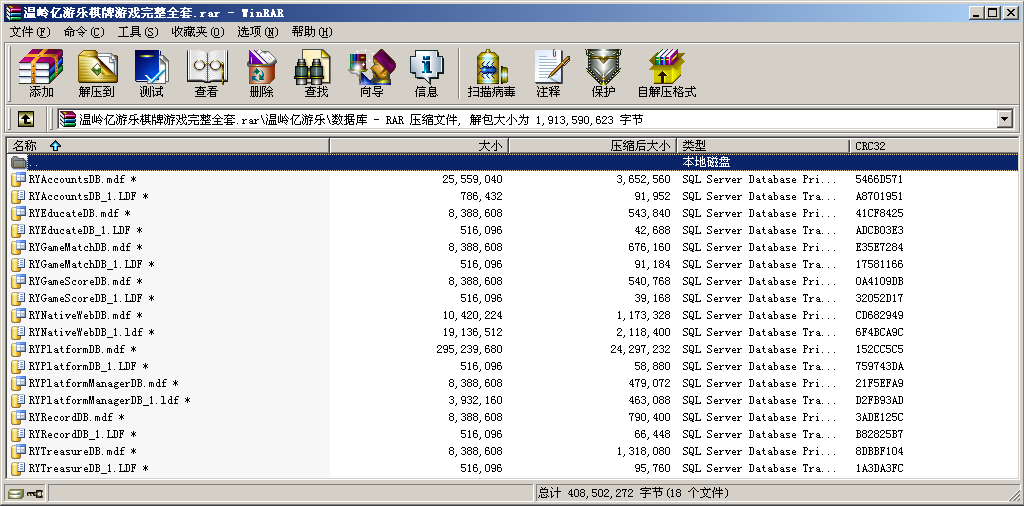 温岭亿游乐棋牌游戏完整全套.rar - WinRAR
文件(F) 命令(C) 工具(S) 收藏夹(O) 选项(N) 帮助(H)
添加 解压到 测试 查看 删除 查找 向导 信息 扫描病毒 注释 保护 自解压格式
温岭亿游乐棋牌游戏完整全套.rar\温岭亿游乐\数据库 - RAR 压缩文件, 解包大小为 1,913,590,623 字节
名称 大小 压缩后大小 类型 CRC32
.. 本地磁盘
RYAccountsDB.mdf * 25,559,040 3,652,560 SQL Server Database Pri... 5466D571
RYAccountsDB_1.LDF * 786,432 91,952 SQL Server Database Tra... A8701951
RYEducateDB.mdf * 8,388,608 543,840 SQL Server Database Pri... 41CF8425
RYEducateDB_1.LDF * 516,096 42,688 SQL Server Database Tra... ADCB03E3
RYGameMatchDB.mdf * 8,388,608 676,160 SQL Server Database Pri... E35E7284
RYGameMatchDB_1.LDF * 516,096 91,184 SQL Server Database Tra... 17581166
RYGameScoreDB.mdf * 8,388,608 540,768 SQL Server Database Pri... 0A4109DB
RYGameScoreDB_1.LDF * 516,096 39,168 SQL Server Database Tra... 32052D17
RYNativeWebDB.mdf * 10,420,224 1,173,328 SQL Server Database Pri... CD682949
RYNativeWebDB_1.ldf * 19,136,512 2,118,400 SQL Server Database Tra... 6F4BCA9C
RYPlatformDB.mdf * 295,239,680 24,297,232 SQL Server Database Pri... 152CC5C5
RYPlatformDB_1.LDF * 516,096 58,880 SQL Server Database Tra... 759743DA
RYPlatformManagerDB.mdf * 8,388,608 479,072 SQL Server Database Pri... 21F5EFA9
RYPlatformManagerDB_1.ldf * 3,932,160 463,088 SQL Server Database Tra... D2FB93AD
RYRecordDB.mdf * 8,388,608 790,400 SQL Server Database Pri... 3ADE125C
RYRecordDB_1.LDF * 516,096 66,448 SQL Server Database Tra... B82825B7
RYTreasureDB.mdf * 8,388,608 1,318,080 SQL Server Database Pri... 8DBBF104
RYTreasureDB_1.LDF * 516,096 95,760 SQL Server Database Tra... 1A3DA3FC
总计 408,502,272 字节(18 个文件)